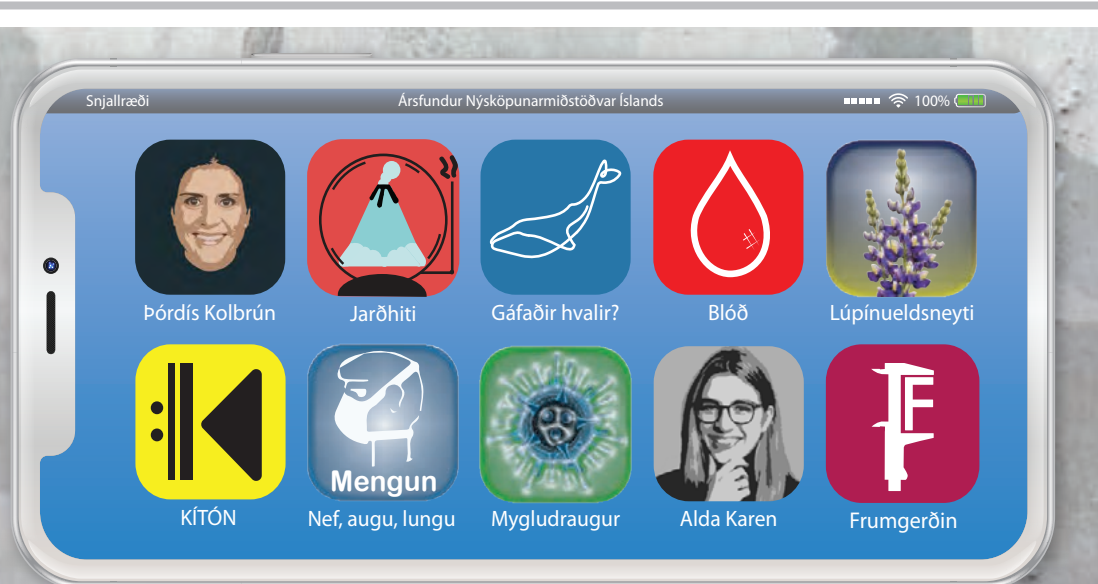 Snjallræði Ársfundur Nýsköpunarmiðstöðvar Íslands 100%
Þórdís Kolbrún Jarðhiti Gáfaðir hvalir? Blóð Lúpínueldsneyti
F
Mengun
KÍTÓN Nef, augu, lungu Mygludraugur Alda Karen Frumgerðin